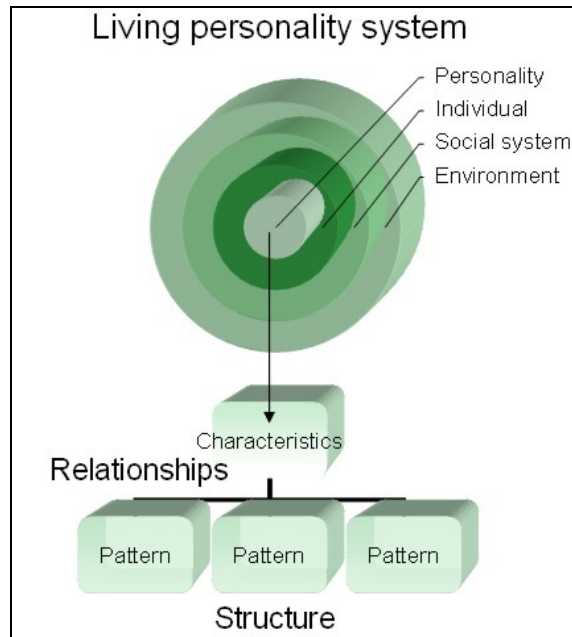 Living personality system
Personality
Individual
Social system
Environment
Characteristics
Relationships
Pattern
Pattern
Pattern
Structure